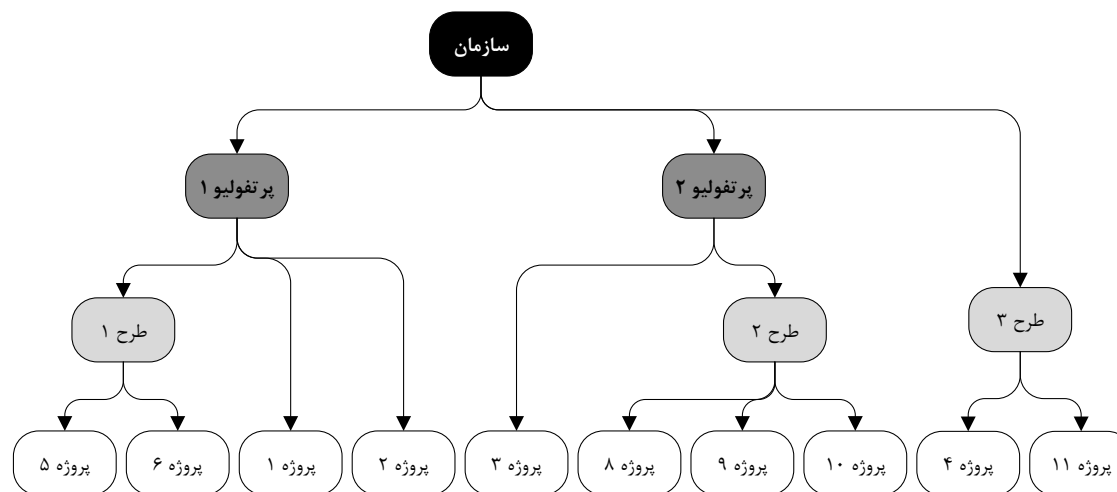 سازمان
پرتفولیو ۱
پرتفولیو ۲
طرح ۱
طرح ۲
طرح ۳
پروژه ۵
پروژه ۶
پروژه ۱
پروژه ۲
پروژه ۳
پروژه ۸
پروژه ۹
پروژه ۱۰
پروژه ۴
پروژه ۱۱